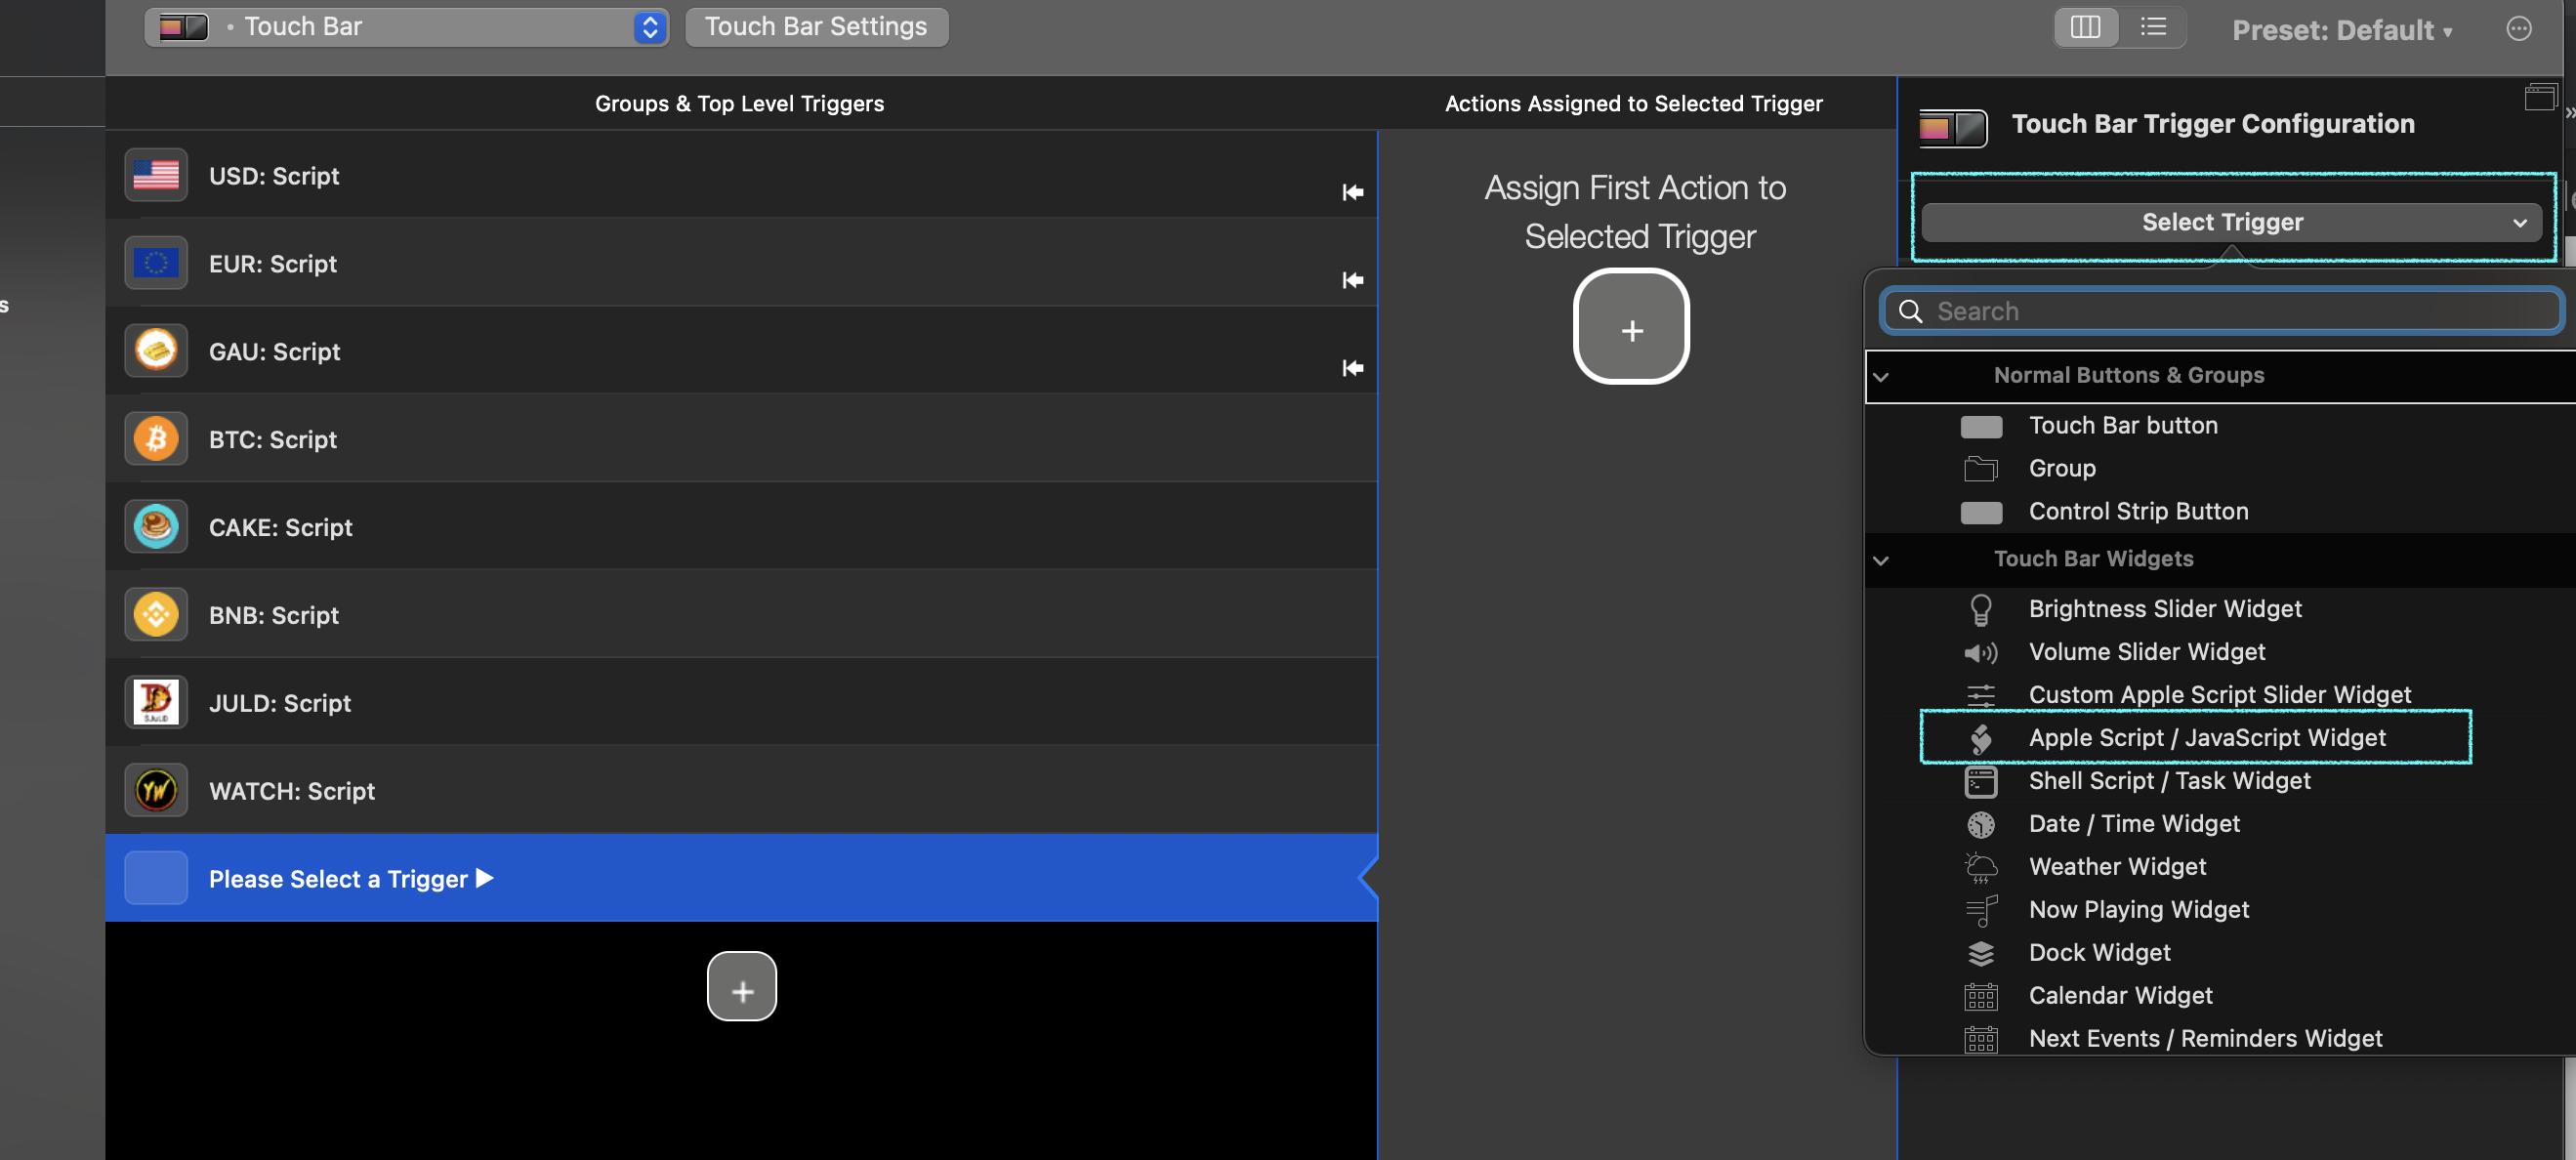 • Touch Bar
Touch Bar Settings
Preset: Default ▾
Groups & Top Level Triggers
Actions Assigned to Selected Trigger
Touch Bar Trigger Configuration
Select Trigger
Search
Normal Buttons & Groups
Touch Bar button
Group
Control Strip Button
Touch Bar Widgets
Brightness Slider Widget
Volume Slider Widget
Custom Apple Script Slider Widget
Apple Script / JavaScript Widget
Shell Script / Task Widget
Date / Time Widget
Weather Widget
Now Playing Widget
Dock Widget
Calendar Widget
Next Events / Reminders Widget
Assign First Action to
Selected Trigger
+
s
USD: Script
EUR: Script
GAU: Script
BTC: Script
CAKE: Script
BNB: Script
JULD: Script
$JULD
WATCH: Script
YW
Please Select a Trigger ▶
+